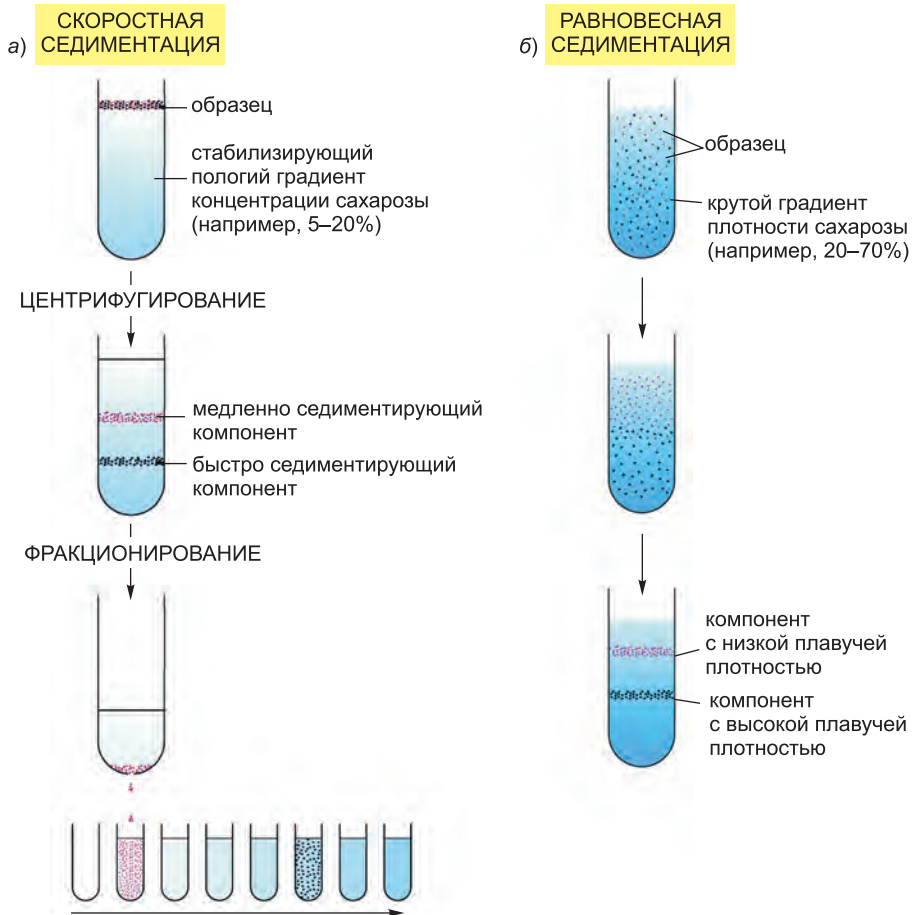 а) СКОРОСТНАЯ
СЕДИМЕНТАЦИЯ
образец
стабилизирующий
пологий градиент
концентрации сахарозы
(например, 5–20%)
ЦЕНТРИФУГИРОВАНИЕ
медленно седиментирующий
компонент
быстро седиментирующий
компонент
ФРАКЦИОНИРОВАНИЕ
б) РАВНОВЕСНАЯ
СЕДИМЕНТАЦИЯ
образец
крутой градиент
плотности сахарозы
(например, 20–70%)
компонент
с низкой плавучей
плотностью
компонент
с высокой плавучей
плотностью